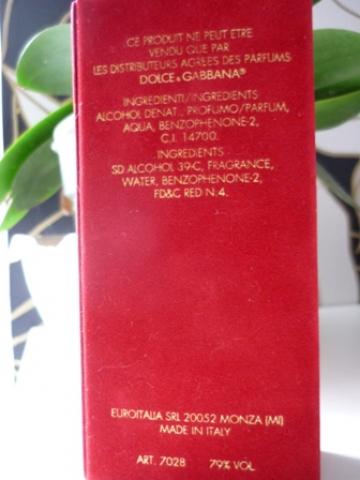 CE PRODUIT NE PEUT ETRE
VENDU QUE PAR
LES DISTRIBUTEURS AGREES DES PARFUMS
DOLCE & GABBANA®
INGREDIENTI/INGREDIENTS
ALCOHOL DENAT., PROFUMO/PARFUM,
AQUA, BENZOPHENONE-2,
C.I. 14700.
INGREDIENTS
SD ALCOHOL 39-C, FRAGRANCE,
WATER, BENZOPHENONE-2,
FD&C RED N.4.
EUROITALIA SRL 20052 MONZA (MI)
MADE IN ITALY
ART. 7028 79% VOL